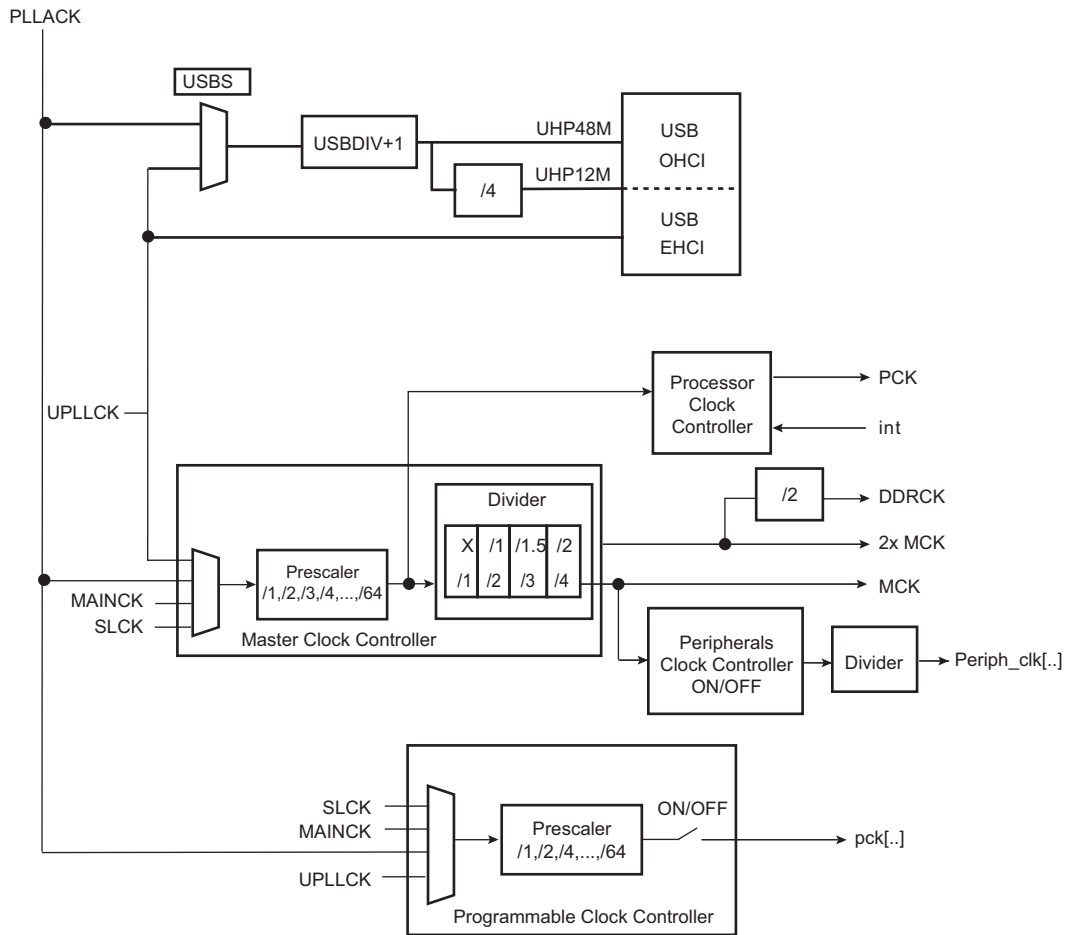 PLLACK
USBS
USBDIV+1
UHP48M
USB
OHCI
/4
UHP12M
USB
EHCI
UPLLCK
Processor
Clock
Controller
PCK
int
/2
DDRCK
Divider
X /1 /1.5 /2
/1 /2 /3 /4
2x MCK
MCK
Prescaler
/1,/2,/3,/4,...,/64
MAINCK
SLCK
Master Clock Controller
Peripherals
Clock Controller
ON/OFF
Divider
Periph_clk[..]
SLCK
MAINCK
UPLLCK
Prescaler
/1,/2,/4,...,/64
ON/OFF
pck[..]
Programmable Clock Controller